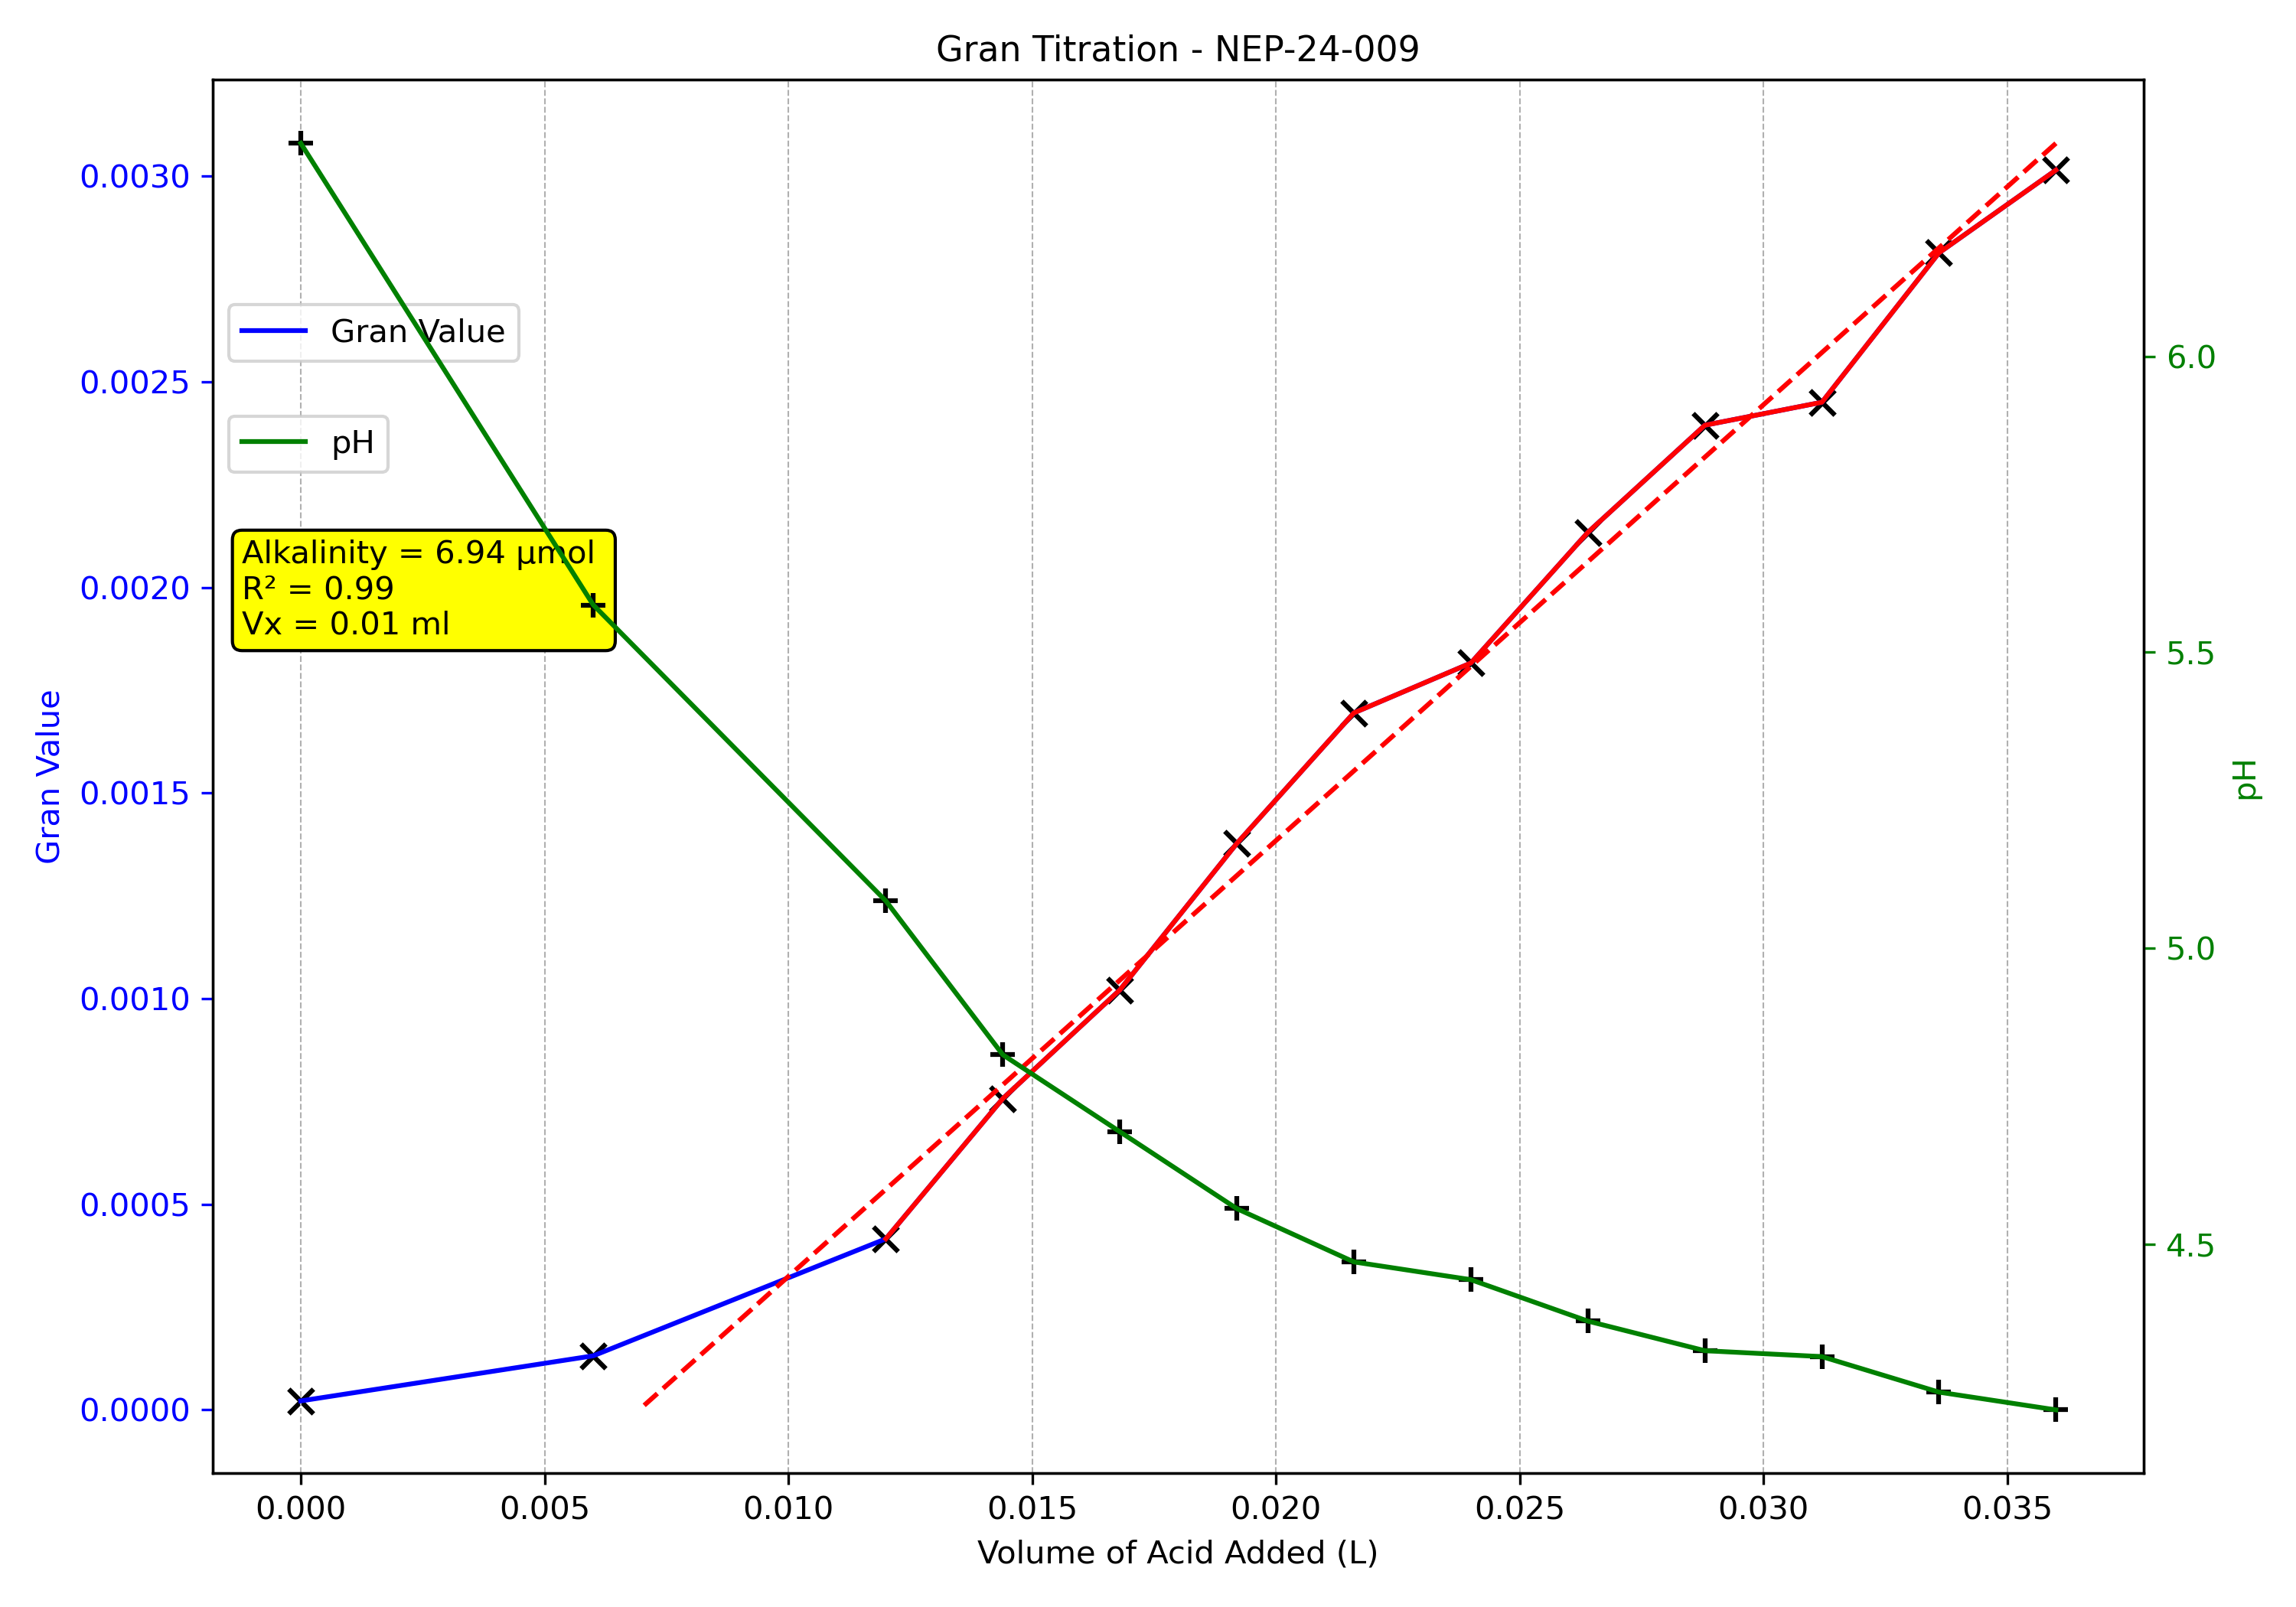 Gran Titration - NEP-24-009
0.0030
0.0025
0.0020
0.0015
0.0010
0.0005
0.0000
Gran Value
Gran Value
pH
Alkalinity = 6.94 µmol
R² = 0.99
Vx = 0.01 ml
6.0
5.5
5.0
4.5
pH
0.000 0.005 0.010 0.015 0.020 0.025 0.030 0.035
Volume of Acid Added (L)